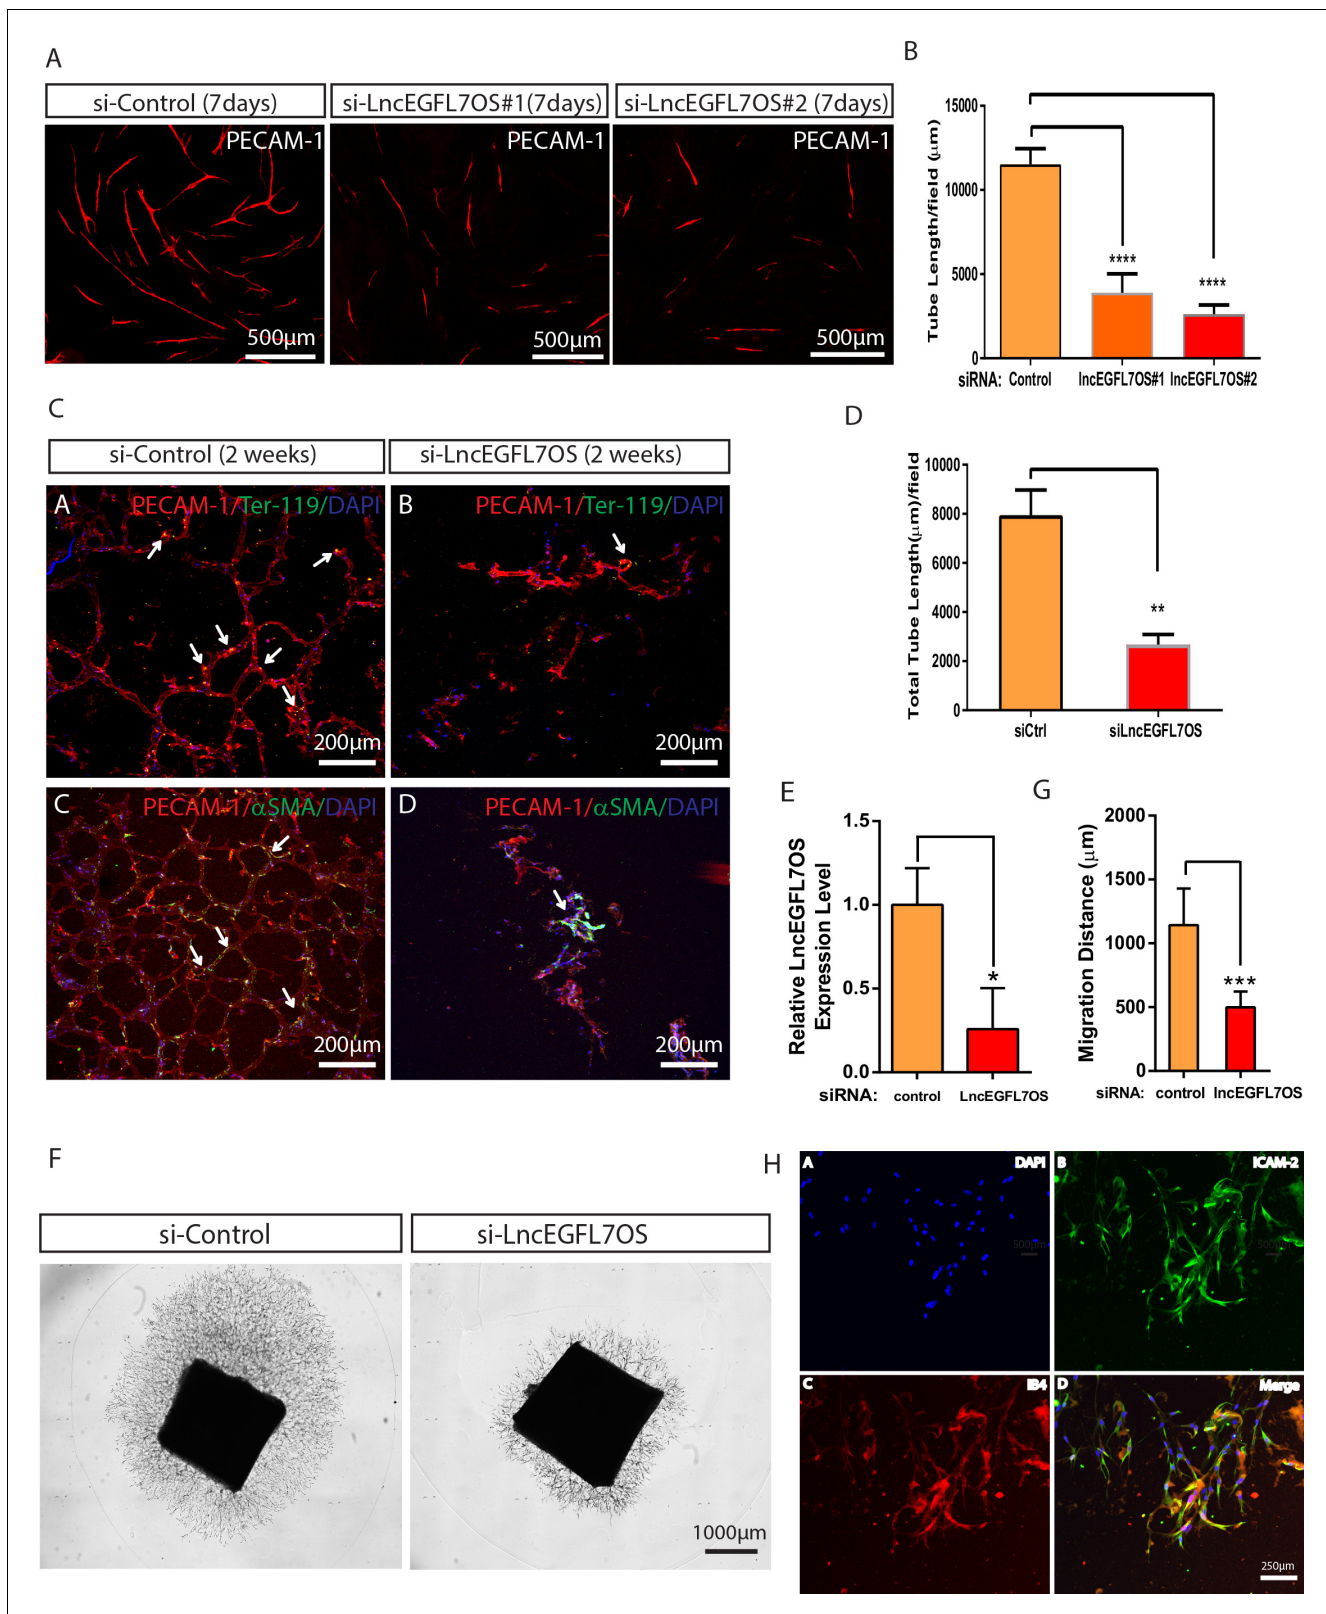 A
si-Control (7days)
si-LncEGFL7OS#1(7days)
si-LncEGFL7OS#2 (7days)
PECAM-1
PECAM-1
PECAM-1
500µm
500µm
500µm
B
Tube Length/field (µm)
15000
10000
5000
0
****
****
siRNA: Control lncEGFL7OS#1 lncEGFL7OS#2
C
si-Control (2 weeks)
si-LncEGFL7OS (2 weeks)
A
PECAM-1/Ter-119/DAPI
200µm
B
PECAM-1/Ter-119/DAPI
200µm
C
PECAM-1/αSMA/DAPI
200µm
D
PECAM-1/αSMA/DAPI
200µm
D
Total Tube Length(µm)/field
10000
8000
6000
4000
2000
0
**
siCtrl siLncEGFL7OS
E
Relative LncEGFL7OS
Expression Level
1.5
1.0
0.5
0.0
*
siRNA: control LncEGFL7OS
G
Migration Distance (µm)
2000
1500
1000
500
0
***
siRNA: control lncEGFL7OS
F
si-Control
si-LncEGFL7OS
1000µm
H
A
DAPI
500µm
B
ICAM-2
500µm
C
IB4
D
Merge
250µm